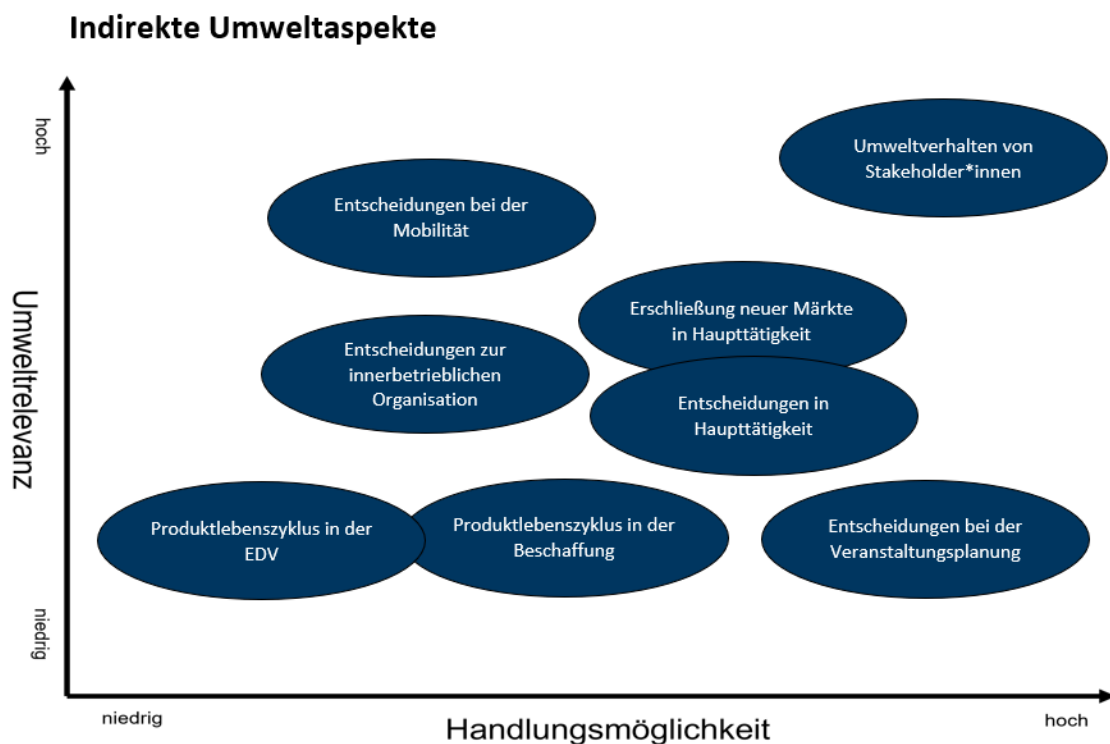 Indirekte Umweltaspekte
hoch
Umweltverhalten von
Stakeholder*innen
Entscheidungen bei der
Mobilität
Umweltrelevanz
Erschließung neuer Märkte
in Haupttätigkeit
Entscheidungen zur
innerbetrieblichen
Organisation
Entscheidungen in
Haupttätigkeit
Produktlebenszyklus in der
EDV
Produktlebenszyklus in der
Beschaffung
Entscheidungen bei der
Veranstaltungsplanung
niedrig
niedrig
Handlungsmöglichkeit
hoch